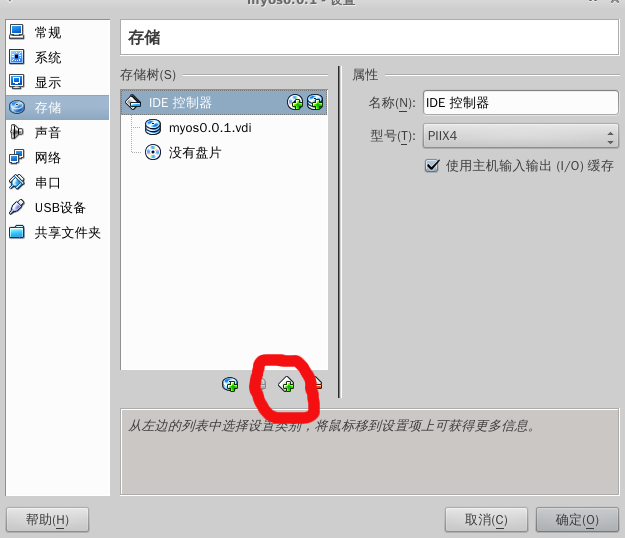 myos0.0.1 - 设置
常规
系统
显示
存储
声音
网络
串口
USB设备
共享文件夹
存储
存储树(S)
IDE 控制器
myos0.0.1.vdi
没有盘片
属性
名称(N): IDE 控制器
型号(T): PIIX4
使用主机输入输出 (I/O) 缓存
从左边的列表中选择设置类别，将鼠标移到设置项上可获得更多信息。
帮助(H) 取消(C) 确定(O)